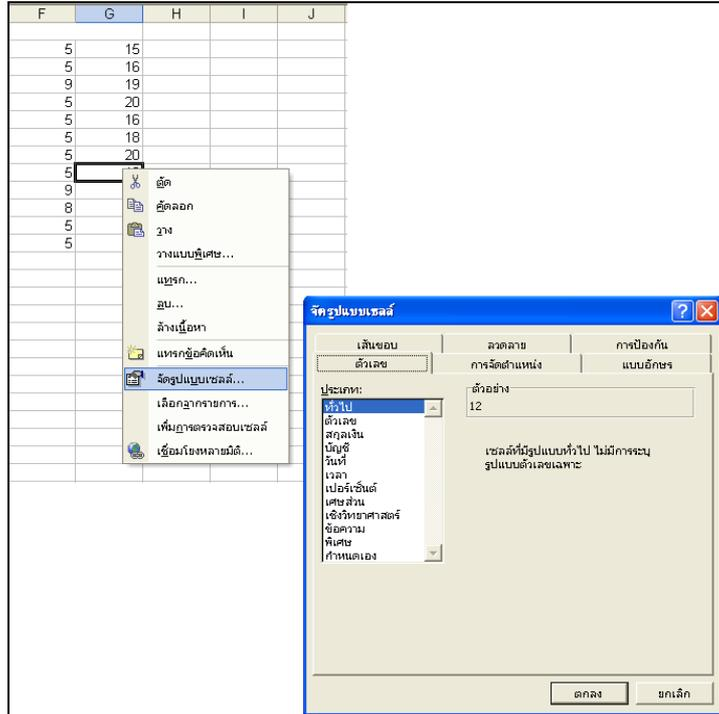 F G H I J
5 15
5 16
9 19
5 20
5 16
5 18
5 20
5
9
8
5
5
ตัด
คัดลอก
วาง
วางแบบพิเศษ...
แทรก...
ลบ...
ล้างเนื้อหา
แทรกข้อคิดเห็น
จัดรูปแบบเซลล์...
เลือกจากรายการ...
เพิ่มการตรวจสอบเซลล์
เชื่อมโยงหลายมิติ...
จัดรูปแบบเซลล์
เส้นขอบ ลวดลาย การป้องกัน
ตัวเลข การจัดตำแหน่ง แบบอักษร
ประเภท:
ทั่วไป
ตัวเลข
สกุลเงิน
บัญชี
วันที่
เวลา
เปอร์เซ็นต์
เศษส่วน
เชิงวิทยาศาสตร์
ข้อความ
พิเศษ
กำหนดเอง
ตัวอย่าง
12
เซลล์ที่มีรูปแบบทั่วไป ไม่มีการระบุ
รูปแบบตัวเลขเฉพาะ
ตกลง ยกเลิก